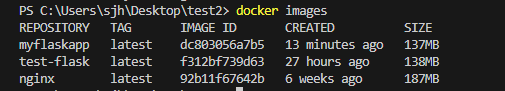 PS C:\Users\sjh\Desktop\test2> docker images
REPOSITORY TAG IMAGE ID CREATED SIZE
myflaskapp latest dc803056a7b5 13 minutes ago 137MB
test-flask latest f312bf739d63 27 hours ago 138MB
nginx latest 92b11f67642b 6 weeks ago 187MB